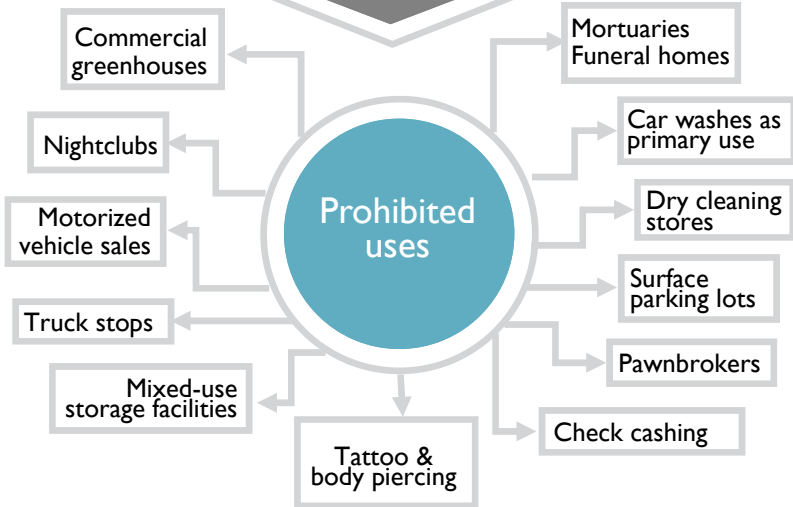 Commercial
greenhouses
Nightclubs
Motorized
vehicle sales
Truck stops
Mixed-use
storage facilities
Prohibited
uses
Tattoo &
body piercing
Mortuaries
Funeral homes
Car washes as
primary use
Dry cleaning
stores
Surface
parking lots
Pawnbrokers
Check cashing